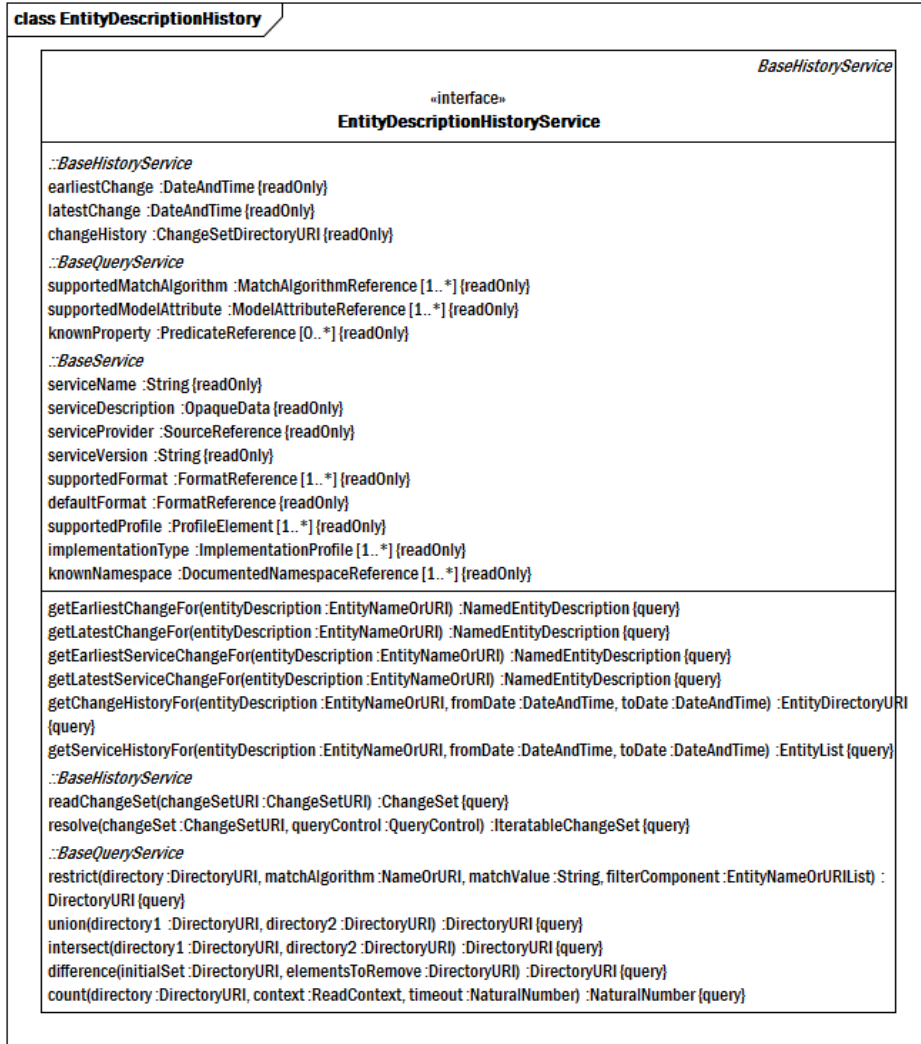 class EntityDescriptionHistory
BaseHistoryService
«interface»
EntityDescriptionHistoryService
::BaseHistoryService
earliestChange :DateAndTime {readOnly}
latestChange :DateAndTime {readOnly}
changeHistory :ChangeSetDirectoryURI {readOnly}
::BaseQueryService
supportedMatchAlgorithm :MatchAlgorithmReference [1..*] {readOnly}
supportedModelAttribute :ModelAttributeReference [1..*] {readOnly}
knownProperty :PredicateReference [0..*] {readOnly}
::BaseService
serviceName :String {readOnly}
serviceDescription :OpaqueData {readOnly}
serviceProvider :SourceReference {readOnly}
serviceVersion :String {readOnly}
supportedFormat :FormatReference [1..*] {readOnly}
defaultFormat :FormatReference {readOnly}
supportedProfile :ProfileElement [1..*] {readOnly}
implementationType :ImplementationProfile [1..*] {readOnly}
knownNamespace :DocumentedNamespaceReference [1..*] {readOnly}
getEarliestChangeFor(entityDescription :EntityNameOrURI) :NamedEntityDescription {query}
getLatestChangeFor(entityDescription :EntityNameOrURI) :NamedEntityDescription {query}
getEarliestServiceChangeFor(entityDescription :EntityNameOrURI) :NamedEntityDescription {query}
getLatestServiceChangeFor(entityDescription :EntityNameOrURI) :NamedEntityDescription {query}
getChangeHistoryFor(entityDescription :EntityNameOrURI, fromDate :DateAndTime, toDate :DateAndTime) :EntityDirectoryURI
{query}
getServiceHistoryFor(entityDescription :EntityNameOrURI, fromDate :DateAndTime, toDate :DateAndTime) :EntityList {query}
::BaseHistoryService
readChangeSet(changeSetURI :ChangeSetURI) :ChangeSet {query}
resolve(changeSet :ChangeSetURI, queryControl :QueryControl) :IteratableChangeSet {query}
::BaseQueryService
restrict(directory :DirectoryURI, matchAlgorithm :NameOrURI, matchValue :String, filterComponent :EntityNameOrURIList) :
DirectoryURI {query}
union(directory1 :DirectoryURI, directory2 :DirectoryURI) :DirectoryURI {query}
intersect(directory1 :DirectoryURI, directory2 :DirectoryURI) :DirectoryURI {query}
difference(initialSet :DirectoryURI, elementsToRemove :DirectoryURI) :DirectoryURI {query}
count(directory :DirectoryURI, context :ReadContext, timeout :NaturalNumber) :NaturalNumber {query}